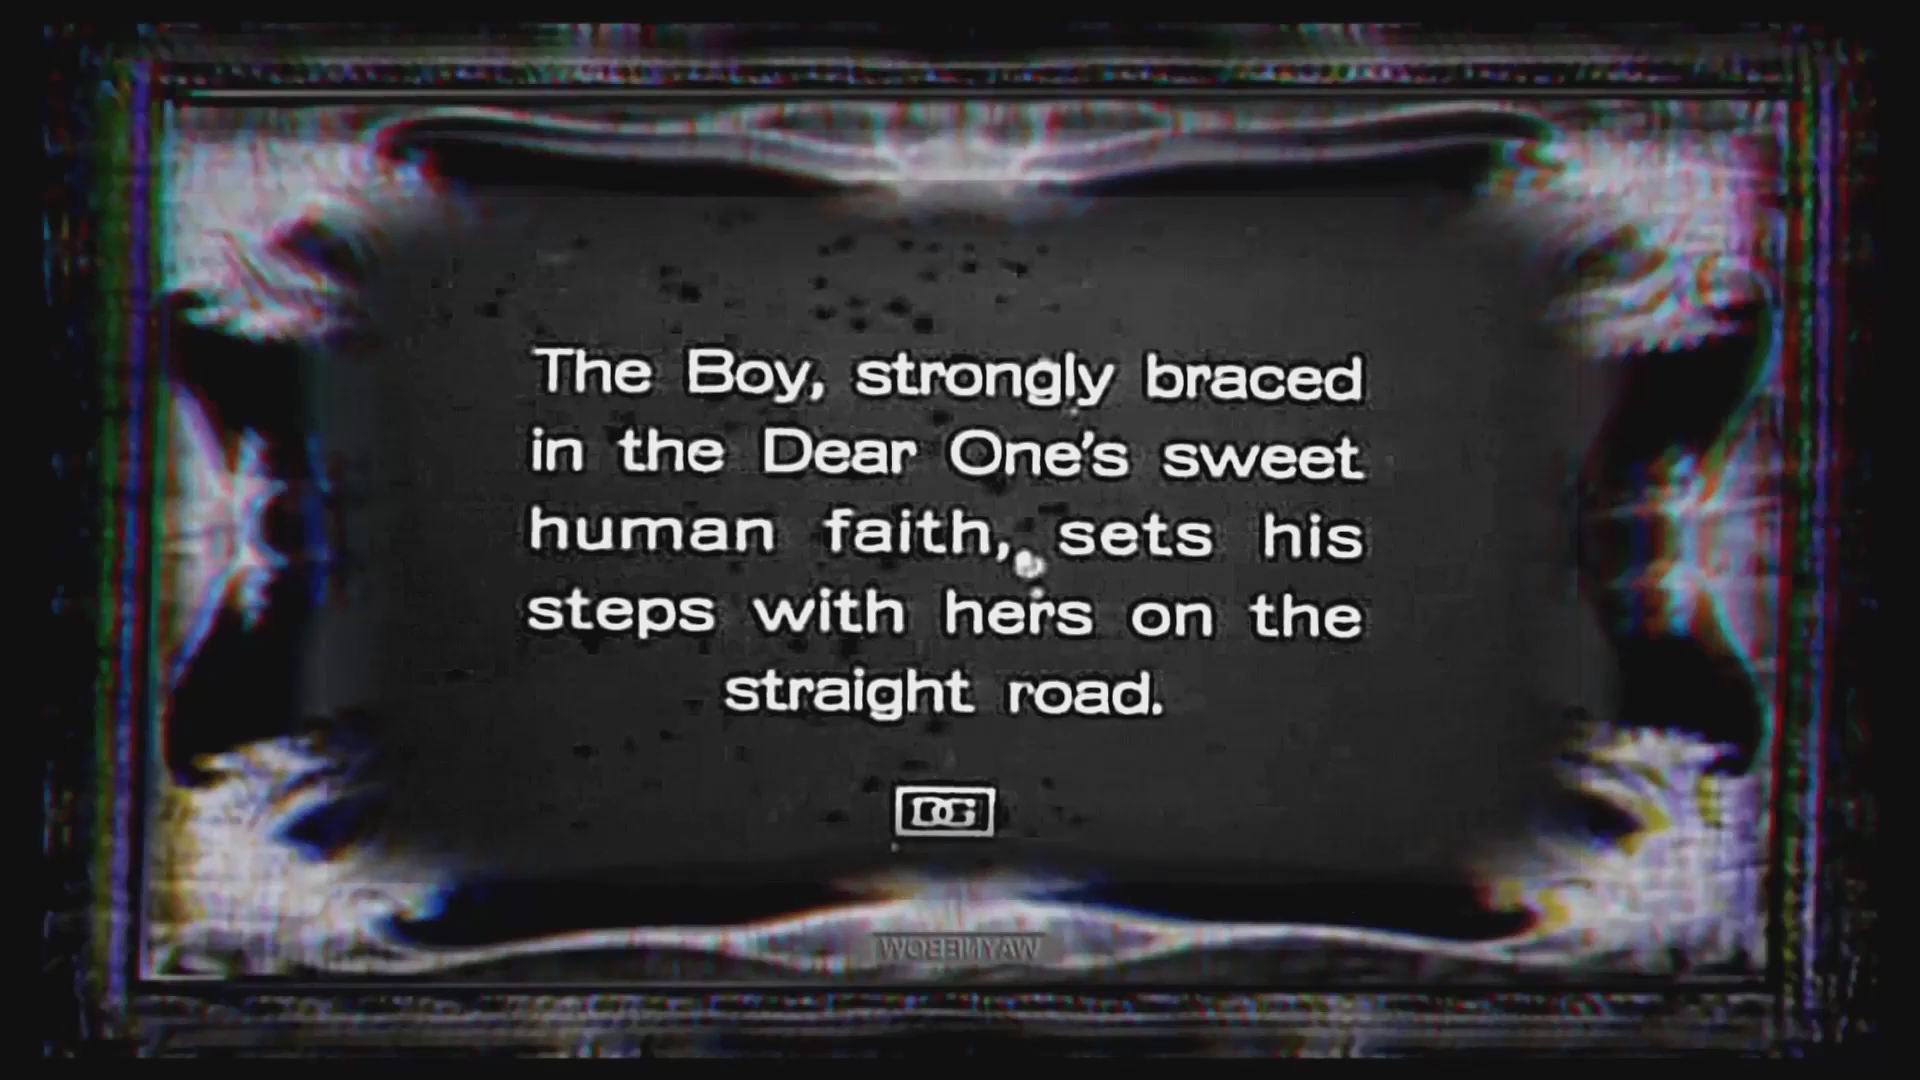 The Boy, strongly braced
in the Dear One's sweet
human faith, sets his
steps with hers on the
straight road.
DG